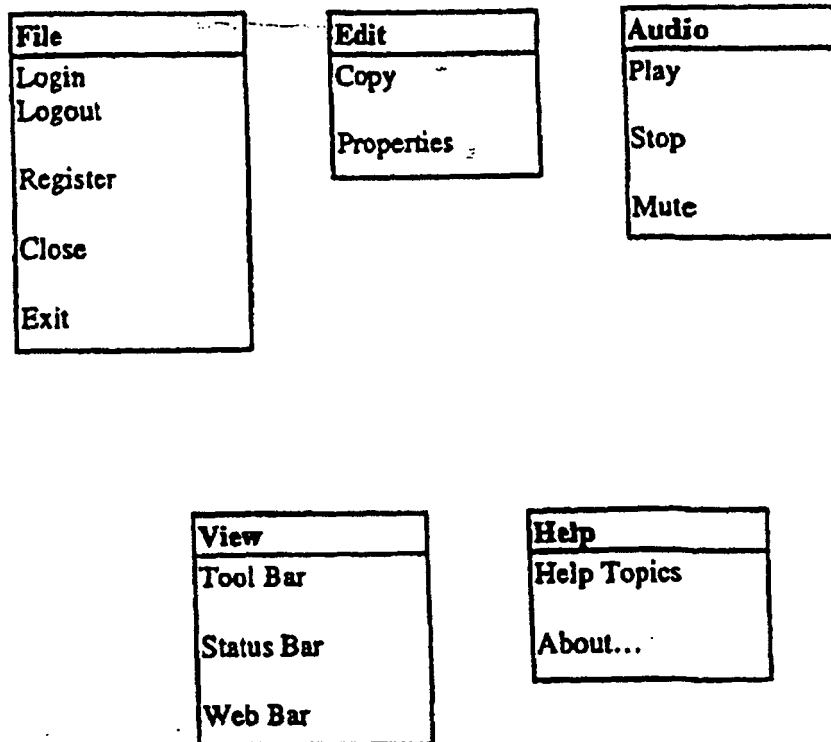 File
Login
Logout
Register
Close
Exit
Edit
Copy
Properties
Audio
Play
Stop
Mute
View
Tool Bar
Status Bar
Web Bar
Help
Help Topics
About...